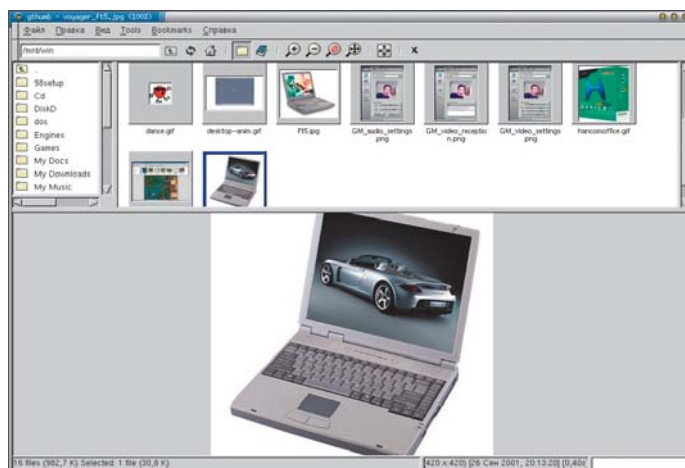 gthumb - voyager_ft5.jpg (100%)
Файл Правка Вид Tools Bookmarks Справка
/mnt/win
..
98setup
Cd
DiskD
dos
Engines
Games
My Docs
My Downloads
My Music
dance.gif desktop-anim.gif Ft5.jpg GM_audio_settings.png GM_video_reception.png GM_video_settings.png hancomoffice.gif
16 files (982,7 K) Selected: 1 file (30,8 K)
(420 x 420) [26 Сен 2001, 20:13:20] (0,40s